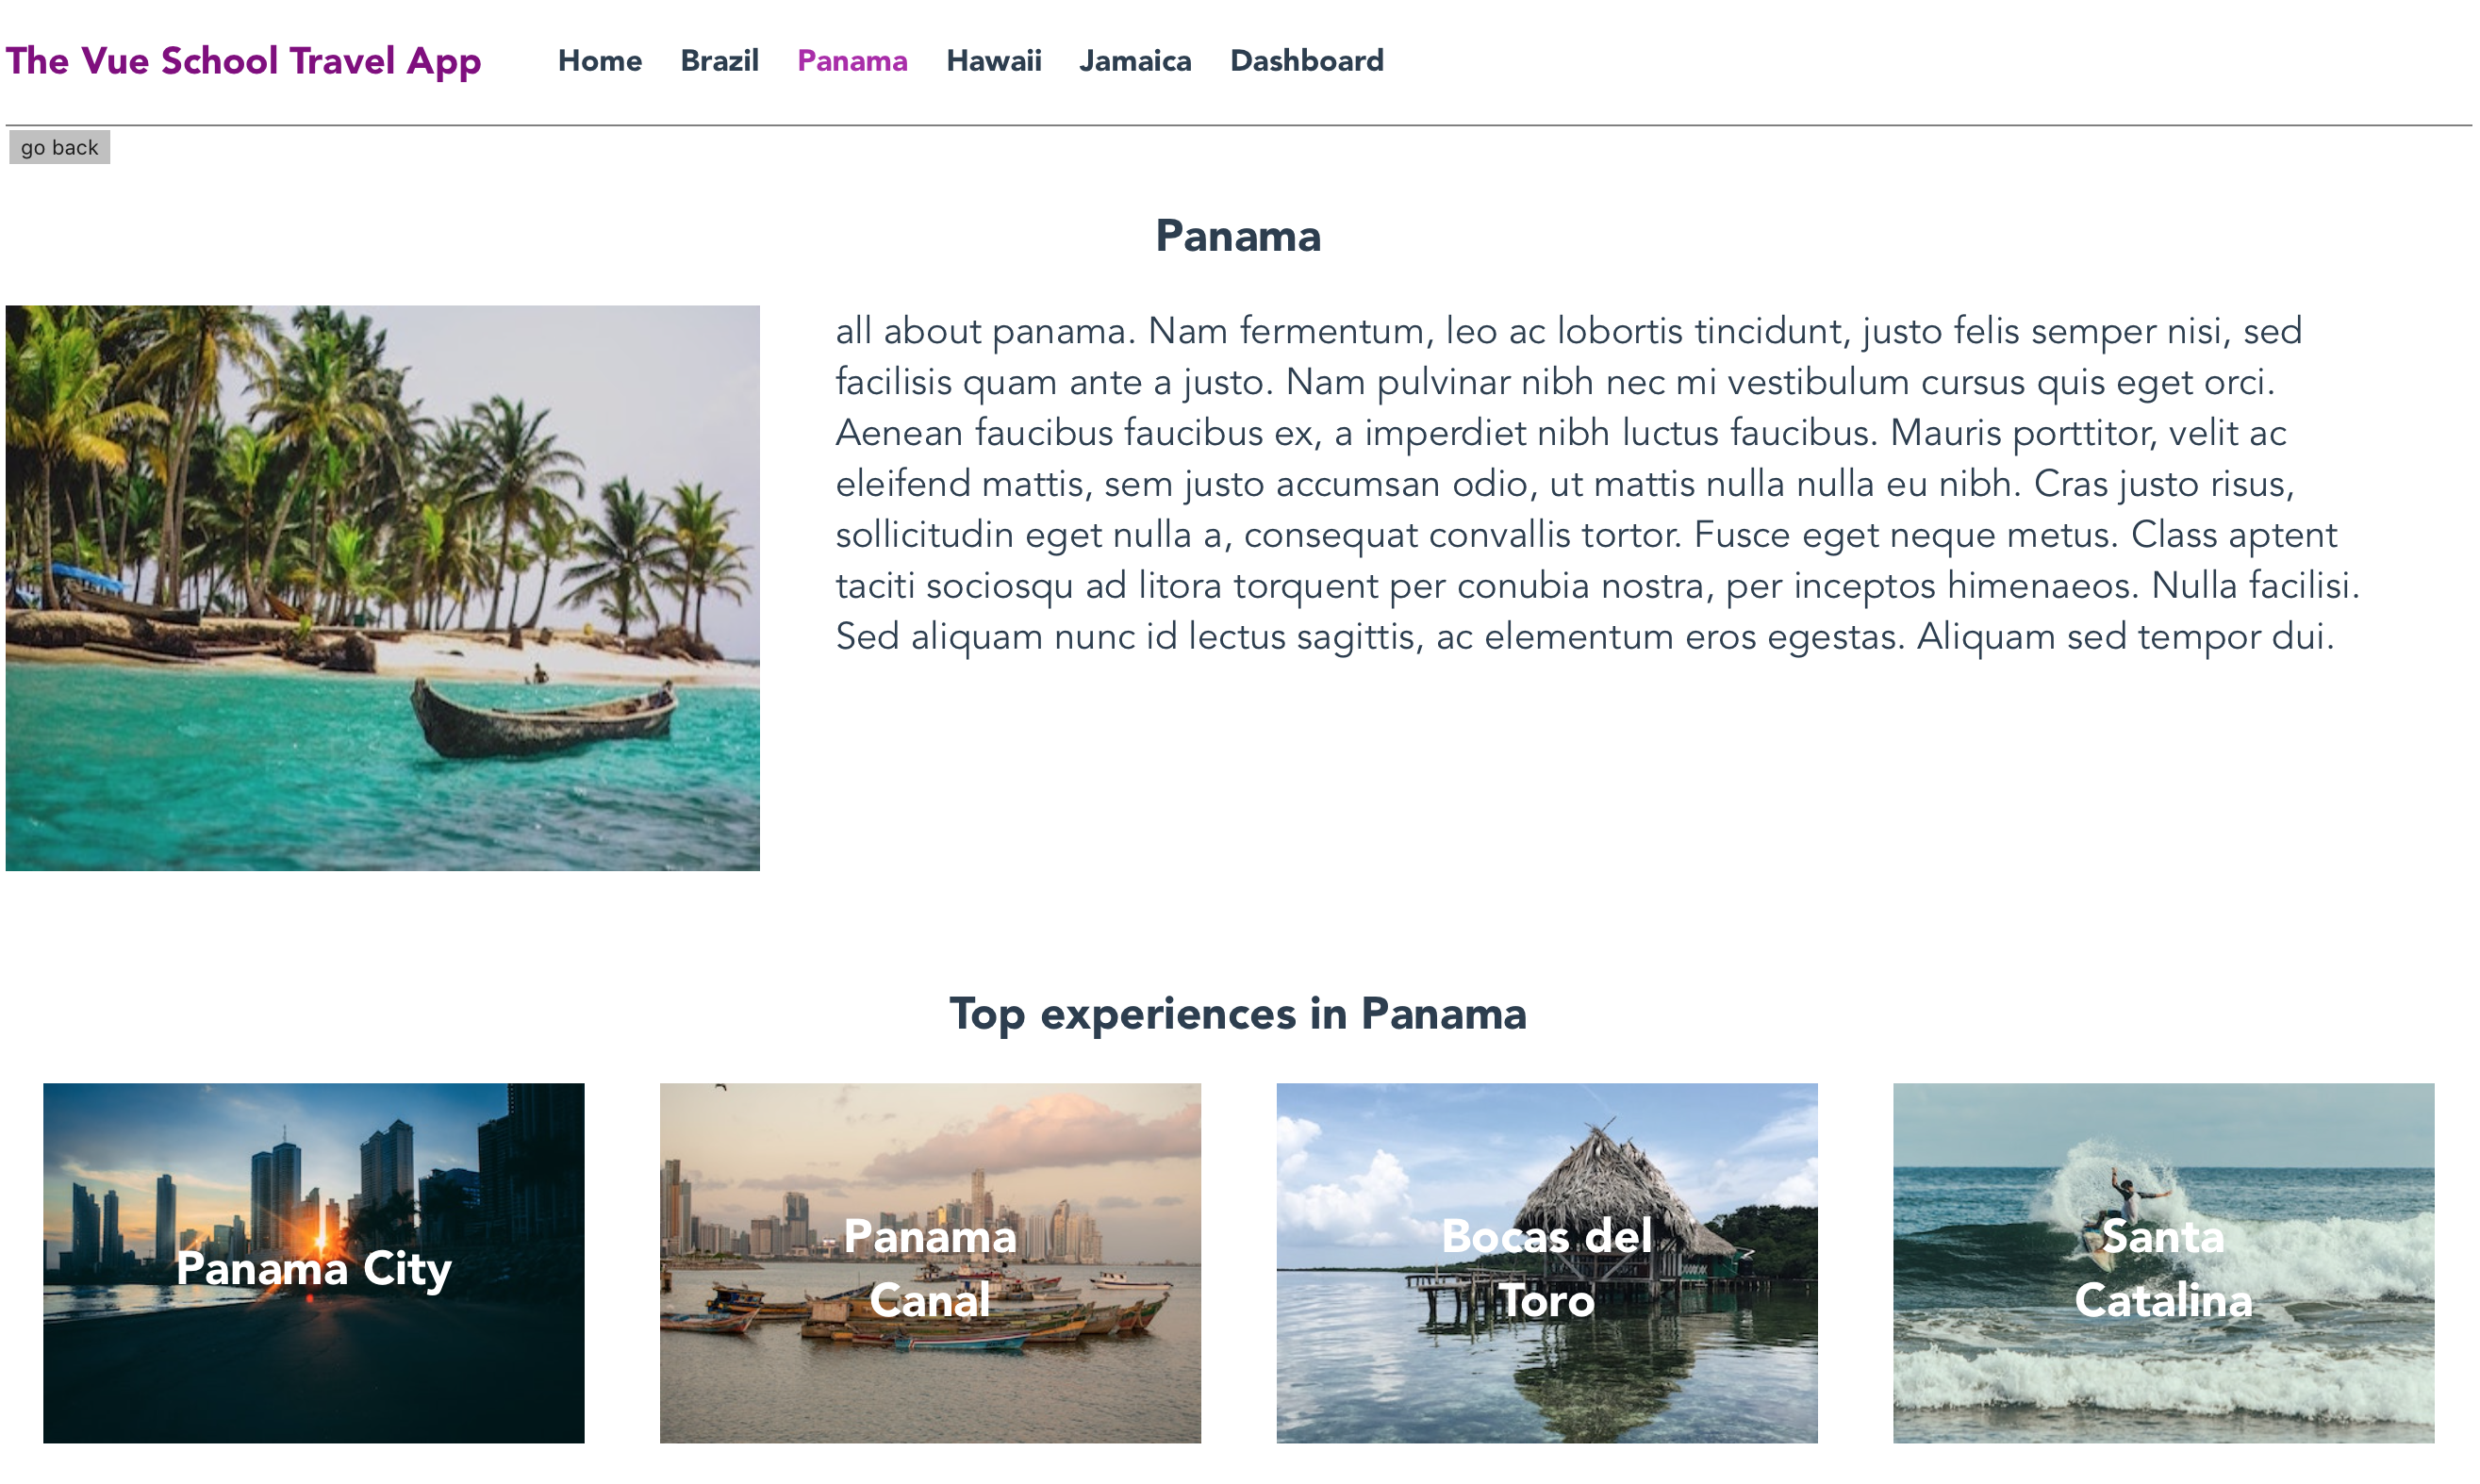 The Vue School Travel App Home Brazil Panama Hawaii Jamaica Dashboard
go back
Panama
all about panama. Nam fermentum, leo ac lobortis tincidunt, justo felis semper nisi, sed
facilisis quam ante a justo. Nam pulvinar nibh nec mi vestibulum cursus quis eget orci.
Aenean faucibus faucibus ex, a imperdiet nibh luctus faucibus. Mauris porttitor, velit ac
eleifend mattis, sem justo accumsan odio, ut mattis nulla nulla eu nibh. Cras justo risus,
sollicitudin eget nulla a, consequat convallis tortor. Fusce eget neque metus. Class aptent
taciti sociosqu ad litora torquent per conubia nostra, per inceptos himenaeos. Nulla facilisi.
Sed aliquam nunc id lectus sagittis, ac elementum eros egestas. Aliquam sed tempor dui.
Top experiences in Panama
Panama City
Panama
Canal
Bocas del
Toro
Santa
Catalina